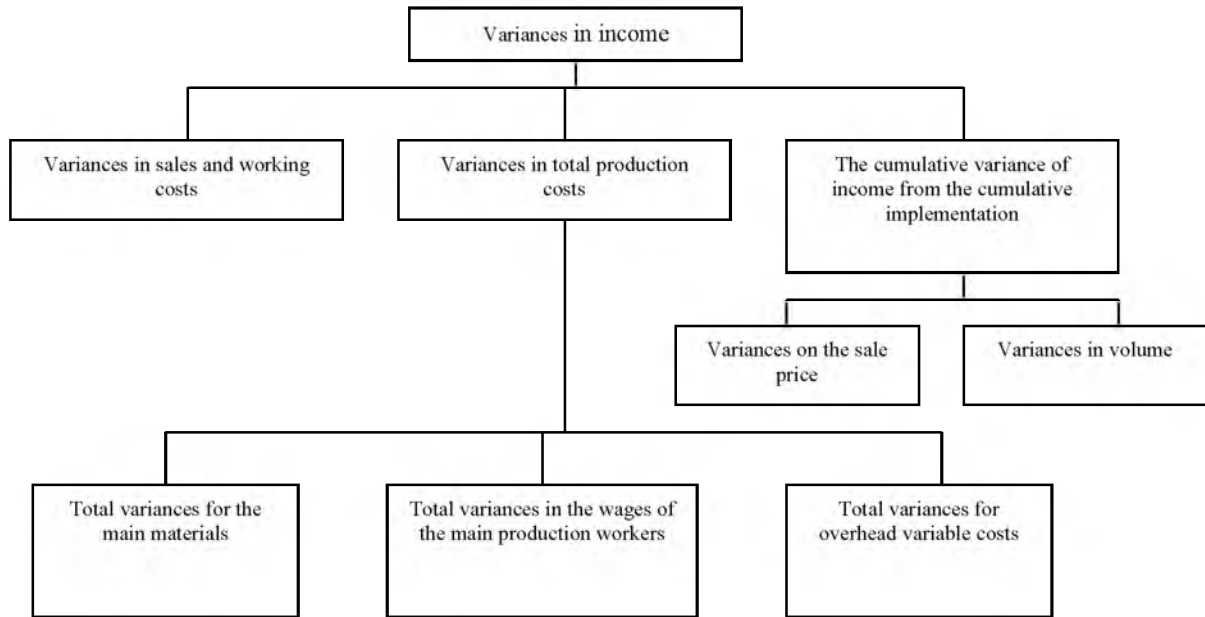 Variances in income
Variances in sales and working
costs
Variances in total production
costs
The cumulative variance of
income from the cumulative
implementation
Variances on the sale
price
Variances in volume
Total variances for the
main materials
Total variances in the wages of
the main production workers
Total variances for
overhead variable costs